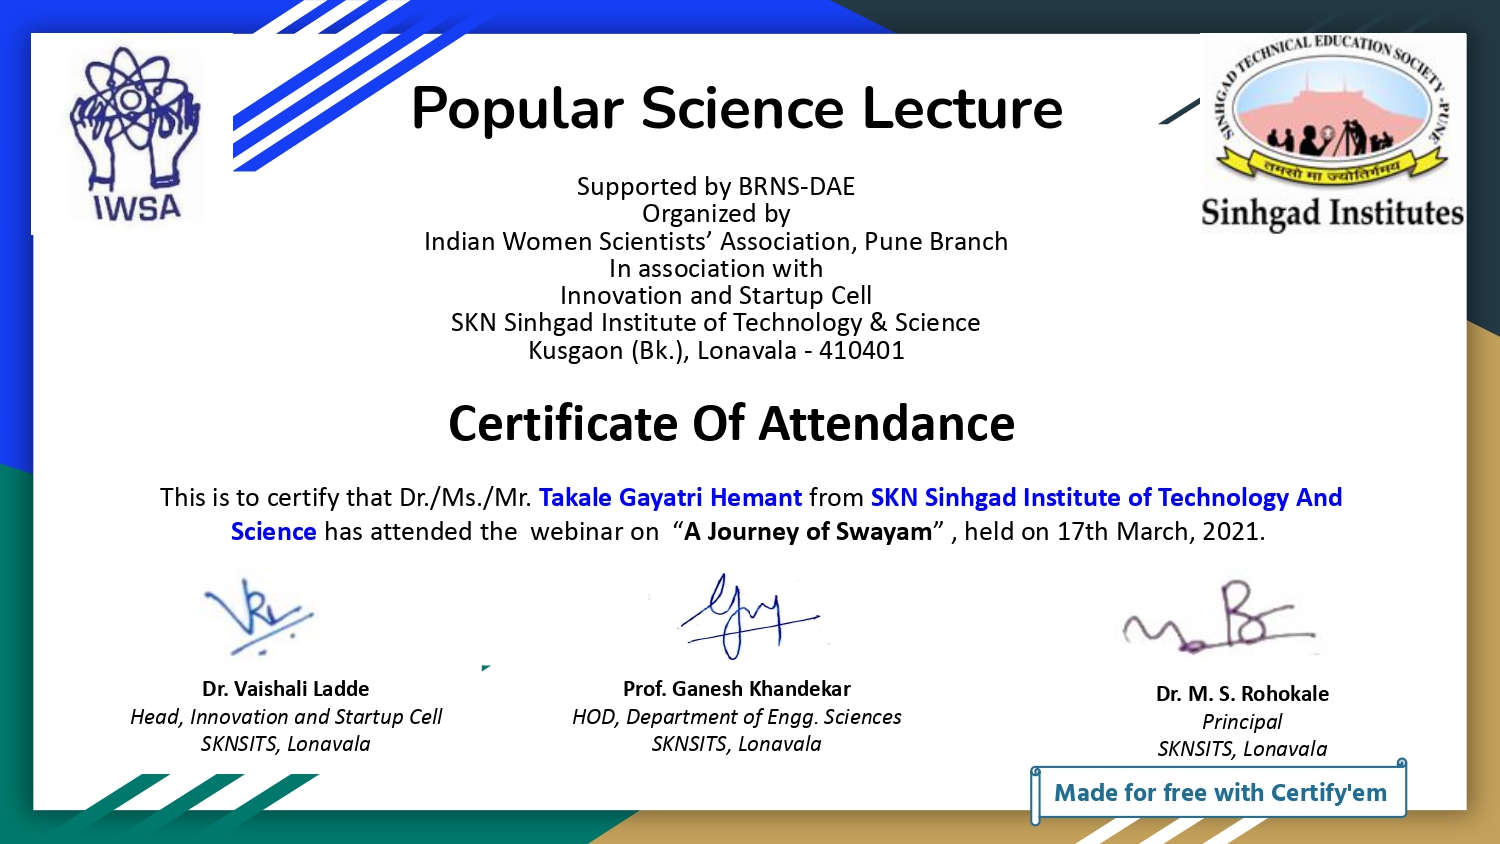 IWSA
SINHGAD TECHNICAL EDUCATION SOCIETY - PUNE
तमसो मा ज्योतिर्गमय
Sinhgad Institutes
Popular Science Lecture
Supported by BRNS-DAE
Organized by
Indian Women Scientists’ Association, Pune Branch
In association with
Innovation and Startup Cell
SKN Sinhgad Institute of Technology & Science
Kusgaon (Bk.), Lonavala - 410401
Certificate Of Attendance
This is to certify that Dr./Ms./Mr. Takale Gayatri Hemant from SKN Sinhgad Institute of Technology And
Science has attended the webinar on “A Journey of Swayam” , held on 17th March, 2021.
Dr. Vaishali Ladde
Head, Innovation and Startup Cell
SKNSITS, Lonavala
Prof. Ganesh Khandekar
HOD, Department of Engg. Sciences
SKNSITS, Lonavala
Dr. M. S. Rohokale
Principal
SKNSITS, Lonavala
Made for free with Certify'em